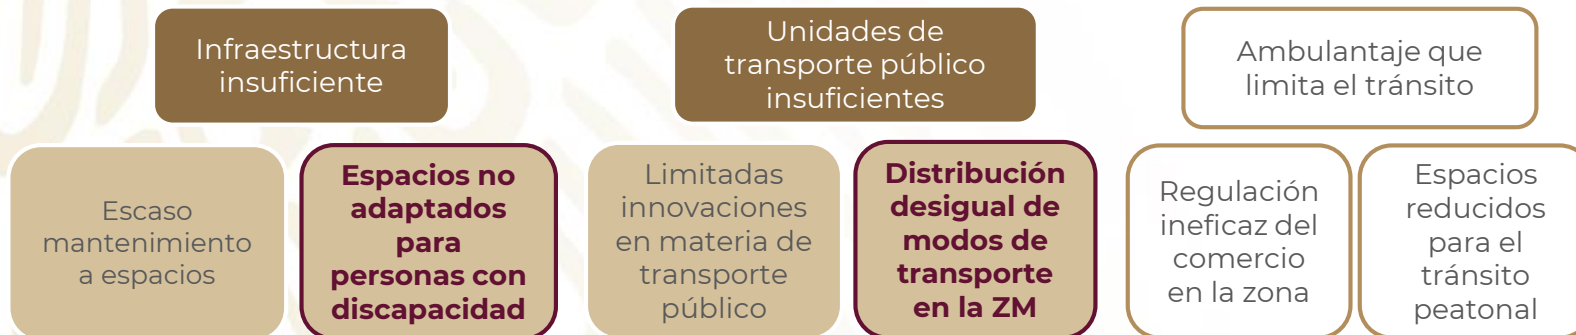 Infraestructura
insuficiente
Unidades de
transporte público
insuficientes
Ambulantaje que
limita el tránsito
Escaso
mantenimiento
a espacios
Espacios no
adaptados
para
personas con
discapacidad
Limitadas
innovaciones
en materia de
transporte
público
Distribución
desigual de
modos de
transporte
en la ZM
Regulación
ineficaz del
comercio
en la zona
Espacios
reducidos
para el
tránsito
peatonal